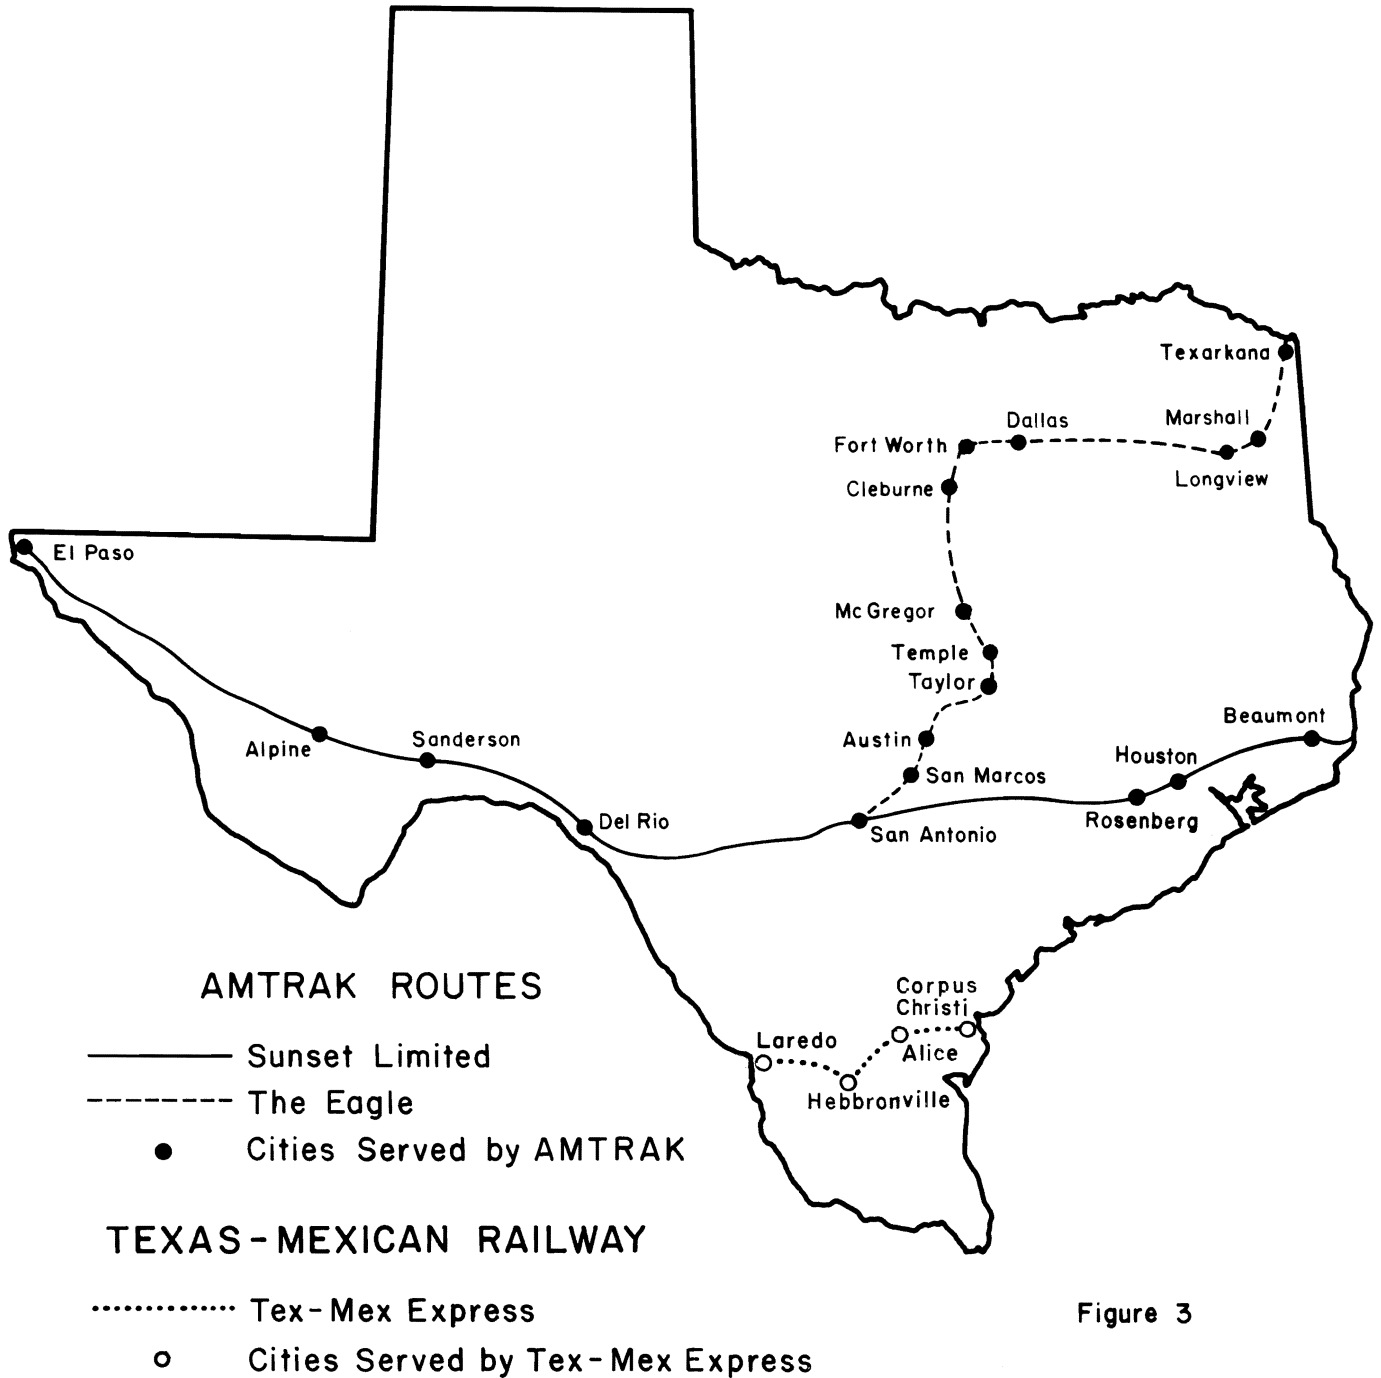 Texarkana
Marshall
Dallas
Fort Worth
Longview
Cleburne
El Paso
Mc Gregor
Temple
Taylor
Beaumont
Austin
Sanderson
Alpine
Houston
San Marcos
Del Rio
Rosenberg
San Antonio
AMTRAK ROUTES
Corpus
Christi
Laredo
Alice
Sunset Limited
Hebbronville
The Eagle
Cities Served by AMTRAK
TEXAS-MEXICAN RAILWAY
Tex-Mex Express
Figure 3
Cities Served by Tex-Mex Express